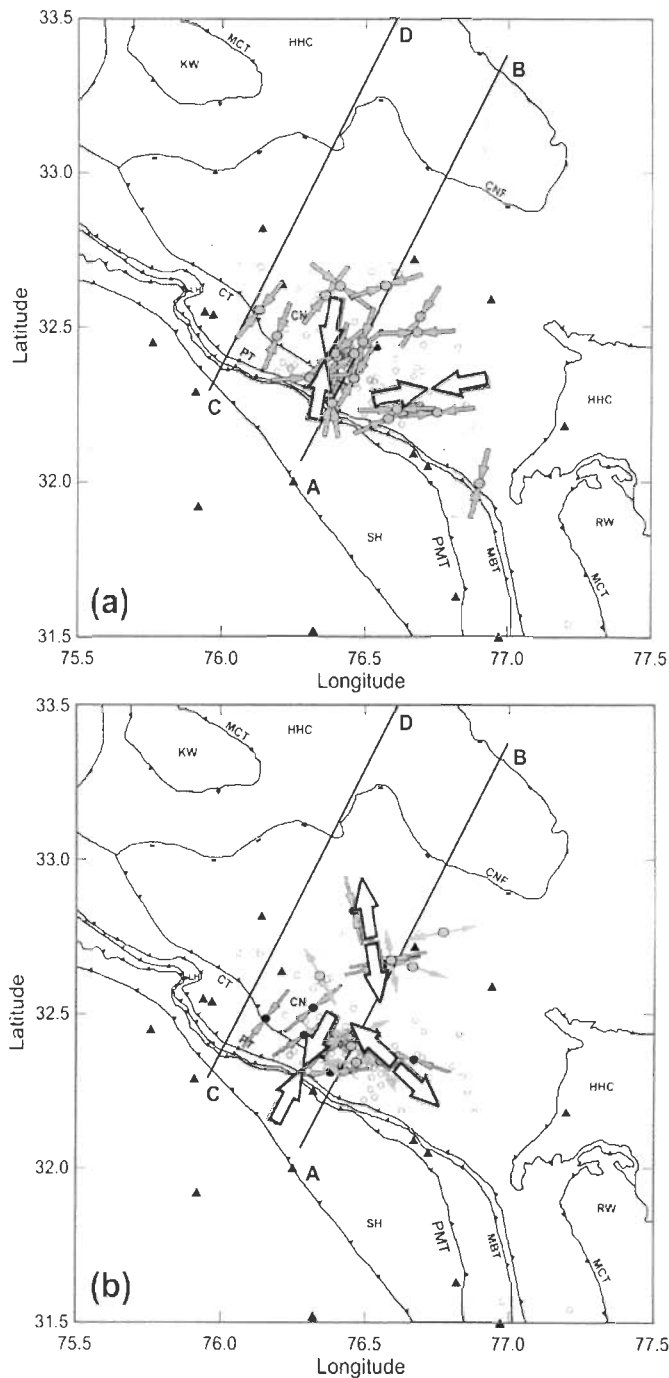 33.5
33.0
32.5
32.0
31.5
Latitude
MCT
HHC
KW
D
B
CNF
CT
CN
PT
C
A
HHC
SH
PMT
MBT
RW
MCT
(a)
75.5 76.0 76.5 77.0 77.5
Longitude
33.5
33.0
32.5
32.0
31.5
Latitude
MCT
HHC
KW
D
B
CNF
CT
CN
C
A
HHC
SH
PMT
MBT
RW
MCT
(b)
75.5 76.0 76.5 77.0 77.5
Longitude